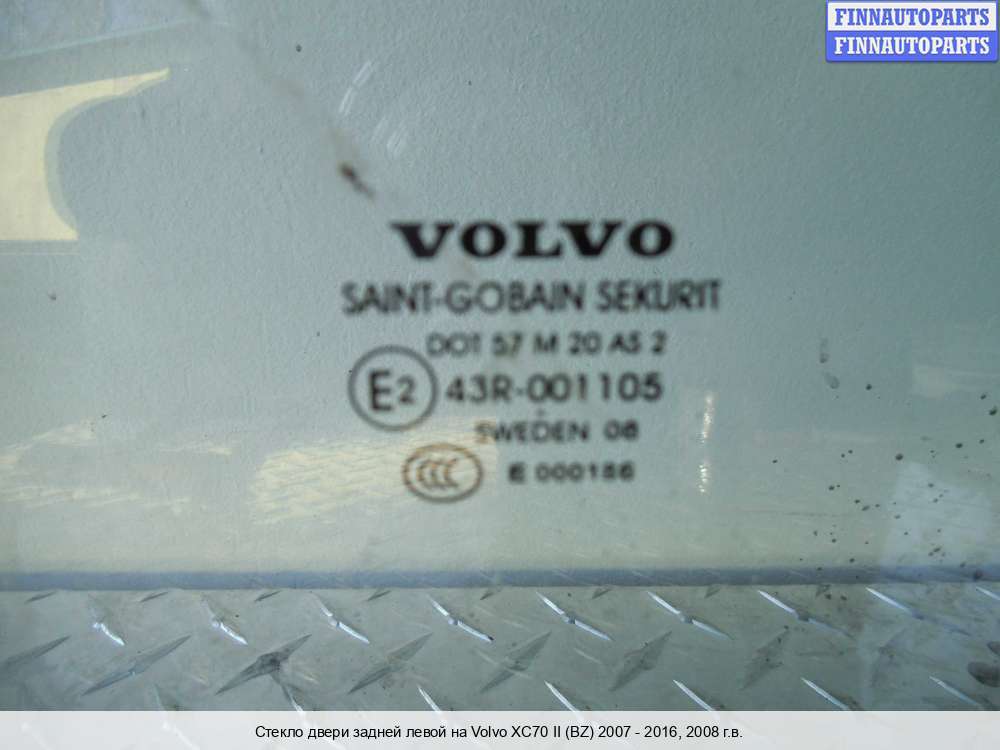 FINNAUTOPARTS
FINNAUTOPARTS
VOLVO
SAINT-GOBAIN SEKURIT
DOT 57 M 20 AS 2
E2 43R-001105
SWEDEN 08
CCC E 000186
Стекло двери задней левой на Volvo XC70 II (BZ) 2007 - 2016, 2008 г.в.